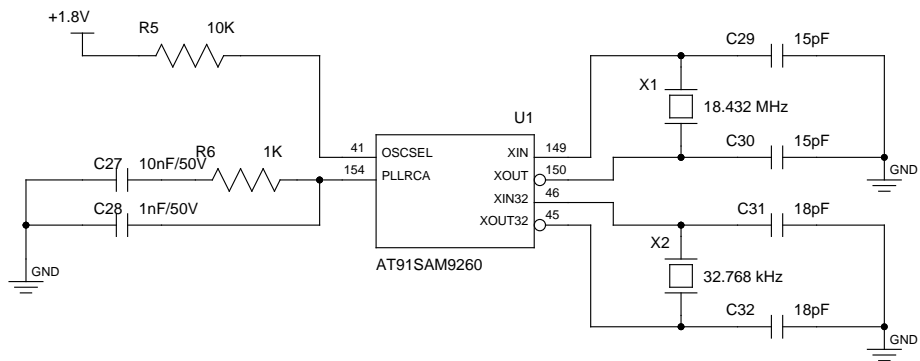 +1.8V
R5 10K
C29 15pF
X1
18.432 MHz
U1
41 OSCSEL XIN 149
C27 10nF/50V R6 1K
154 PLLRCA XOUT 150
C30 15pF
GND
XIN32 46
C28 1nF/50V
XOUT32 45
C31 18pF
X2
AT91SAM9260
GND
32.768 kHz
C32 18pF
GND